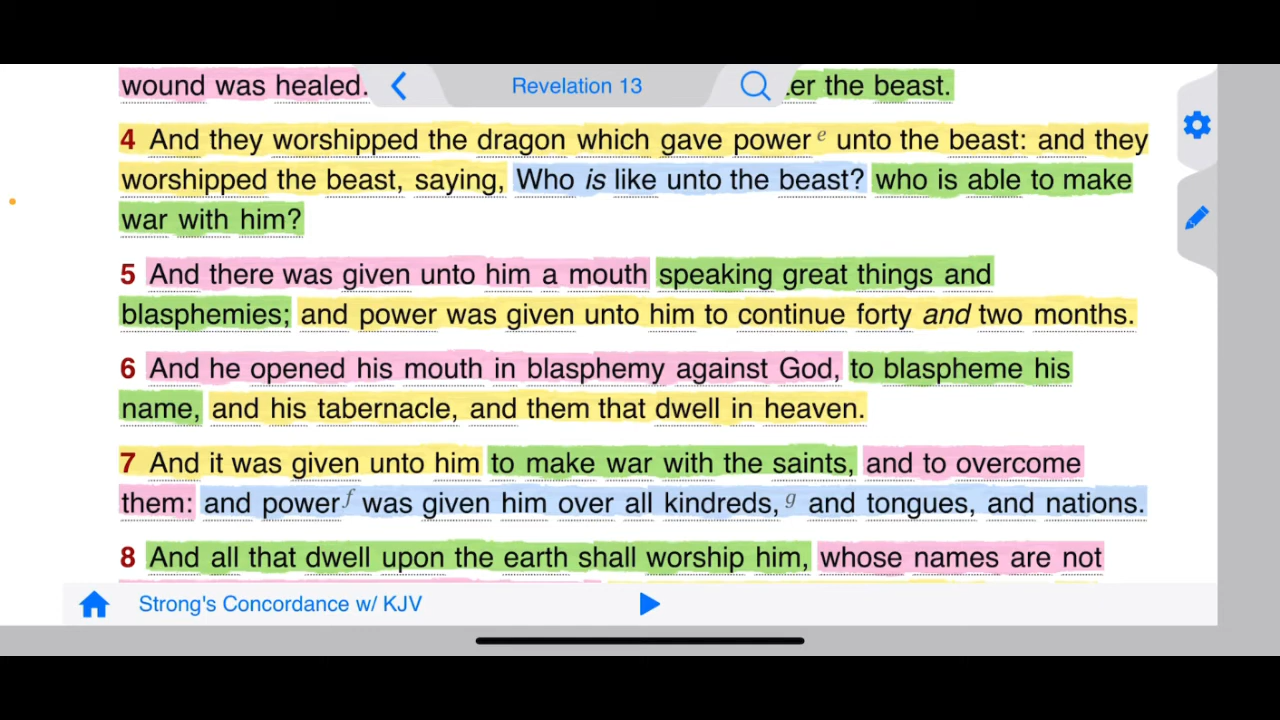 wound was healed. Revelation 13 er the beast.
4 And they worshipped the dragon which gave power e unto the beast: and they
worshipped the beast, saying, Who is like unto the beast? who is able to make
war with him?
5 And there was given unto him a mouth speaking great things and
blasphemies; and power was given unto him to continue forty and two months.
6 And he opened his mouth in blasphemy against God, to blaspheme his
name, and his tabernacle, and them that dwell in heaven.
7 And it was given unto him to make war with the saints, and to overcome
them: and power f was given him over all kindreds, g and tongues, and nations.
8 And all that dwell upon the earth shall worship him, whose names are not
Strong's Concordance w/ KJV